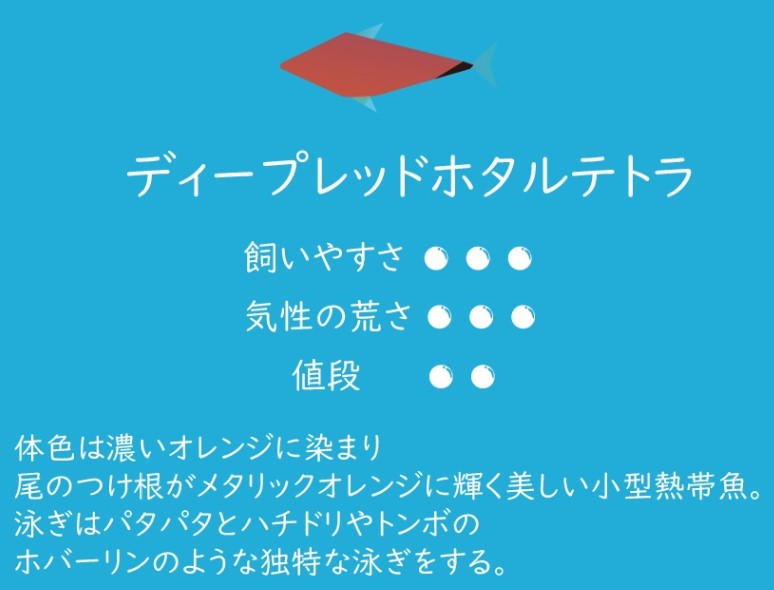 ディープレッドホタルテトラ
飼いやすさ
気性の荒さ
値段
体色は濃いオレンジに染まり
尾のつけ根がメタリックオレンジに輝く美しい小型熱帯魚。
泳ぎはパタパタとハチドリやトンボの
ホバーリンのような独特な泳ぎをする。